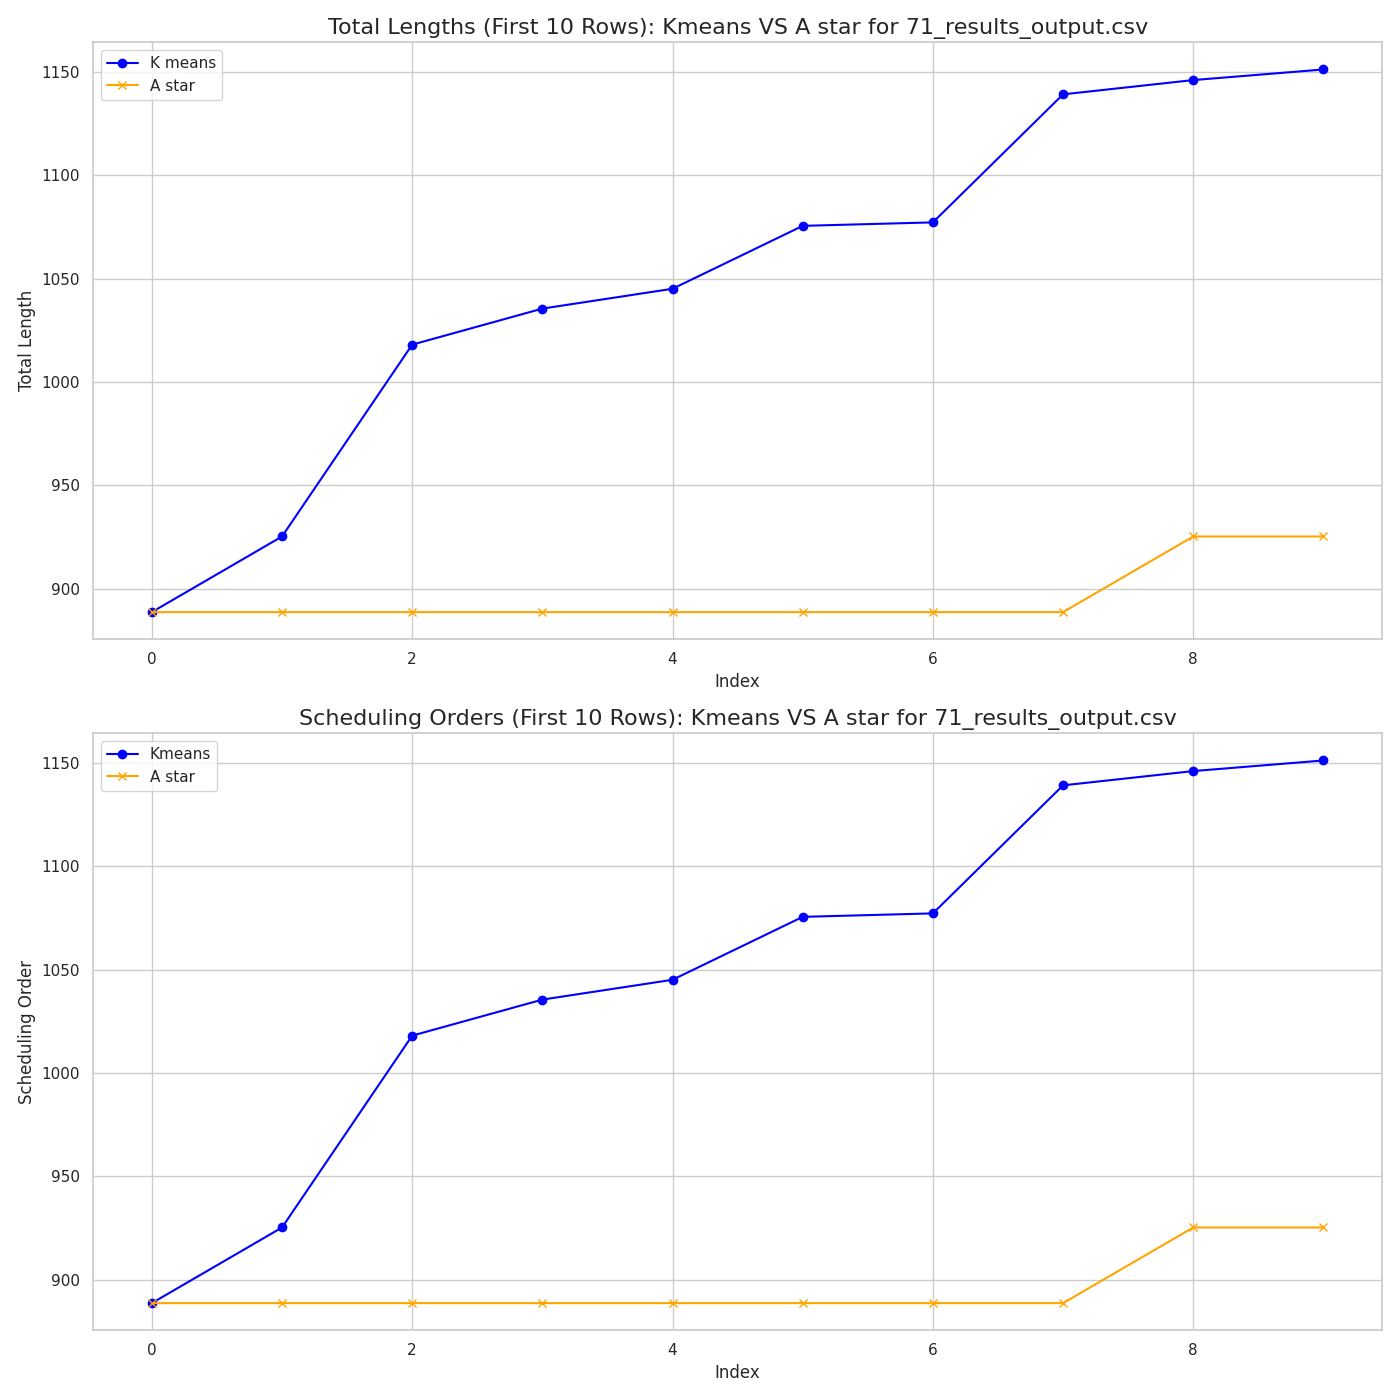 Total Lengths (First 10 Rows): Kmeans VS A star for 71_results_output.csv
K means
A star
1150
1100
1050
1000
950
900
Total Length
0 2 4 6 8
Index
Scheduling Orders (First 10 Rows): Kmeans VS A star for 71_results_output.csv
Kmeans
A star
1150
1100
1050
1000
950
900
Scheduling Order
0 2 4 6 8
Index